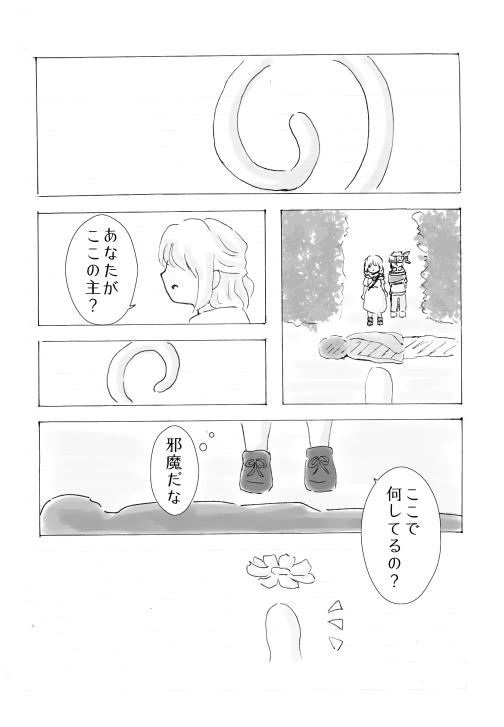 あなたが
ここの主？
ここで
何してるの？
邪魔だな